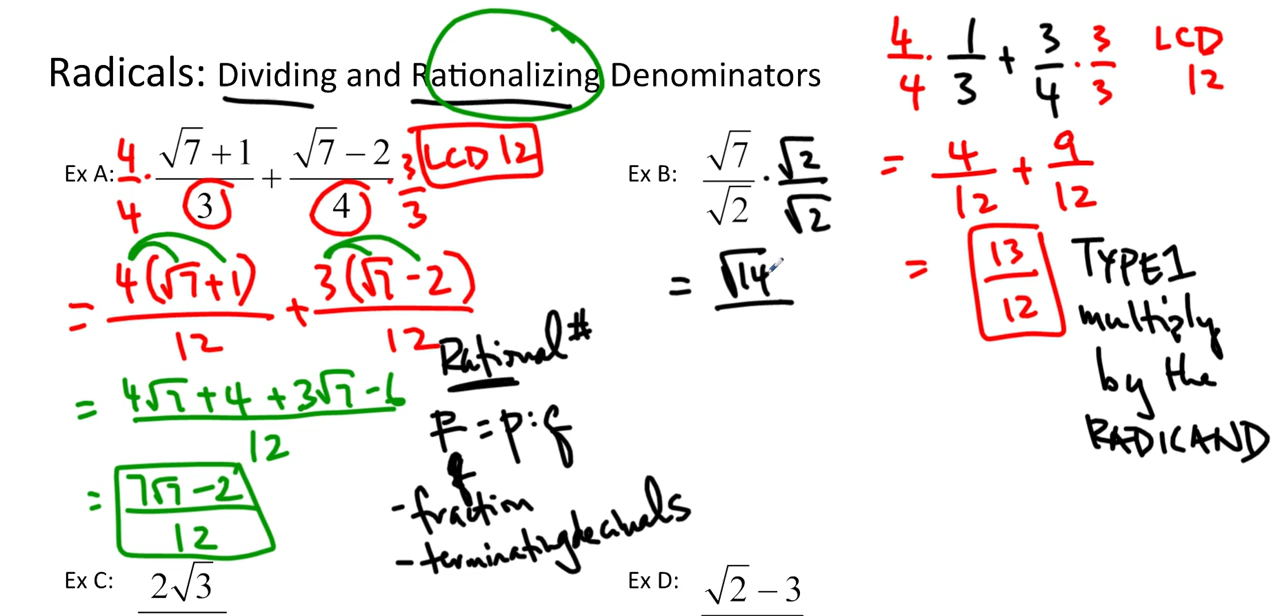 Radicals: Dividing and Rationalizing Denominators
Ex A: 4/4 · (√7 + 1)/3 + (√7 − 2)/4 · 3/3 LCD 12
= 4(√7 + 1)/12 + 3(√7 − 2)/12
= (4√7 + 4 + 3√7 − 6)/12
= (7√7 − 2)/12
Rational #
p/q = p:q
- fraction
- terminating decimals
Ex B: √7/√2 · √2/√2
= √14
4/4 · 1/3 + 3/4 · 3/3 LCD 12
= 4/12 + 9/12
= 13/12
TYPE 1
multiply
by the
RADICAND
Ex C: 2√3
Ex D: √2 − 3